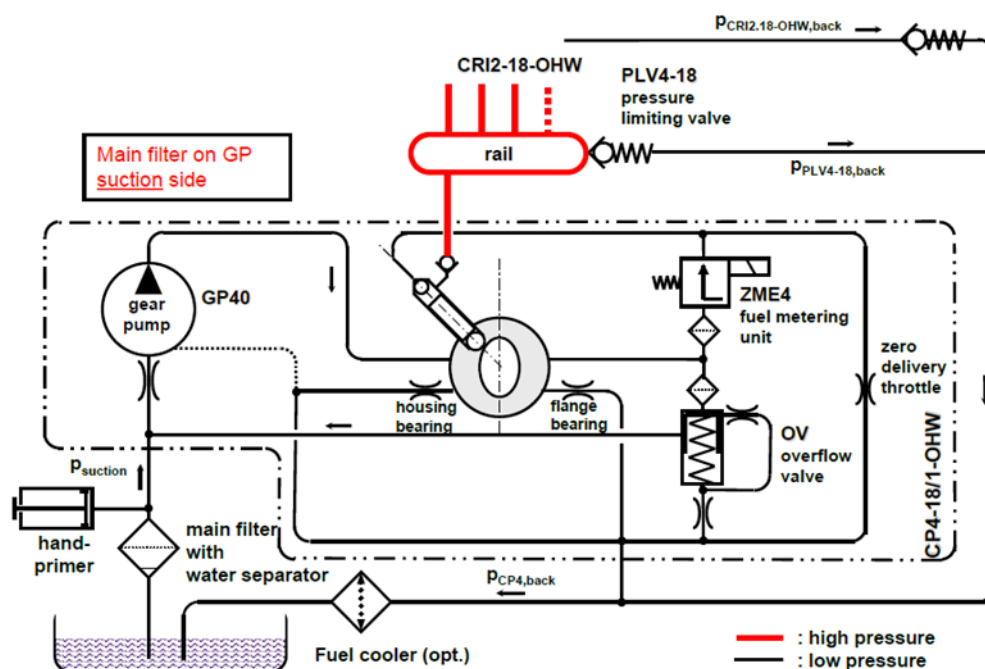 pCRI2.18-OHW,back
CRI2-18-OHW
PLV4-18
pressure
limiting valve
Main filter on GP
suction side
rail
pPLV4-18,back
GP40
gear
pump
ZME4
fuel metering
unit
zero
delivery
throttle
housing
bearing
flange
bearing
OV
overflow
valve
CP4-18/1-OHW
psuction
hand-
primer
main filter
with
water separator
pCP4,back
Fuel cooler (opt.)
: high pressure
: low pressure